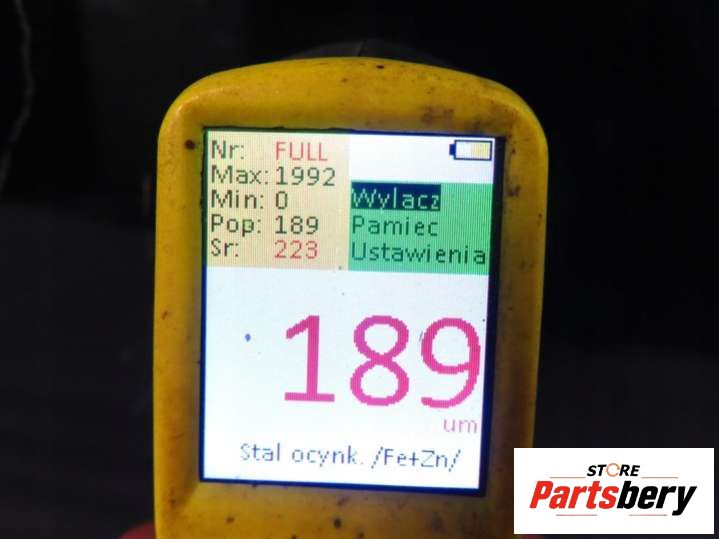 Nr: FULL
Max: 1992
Min: 0
Pop: 189
Sr: 223
Wylacz
Pamiec
Ustawienia
189
um
Stal ocynk. /Fe+Zn/
STORE
Partsbery